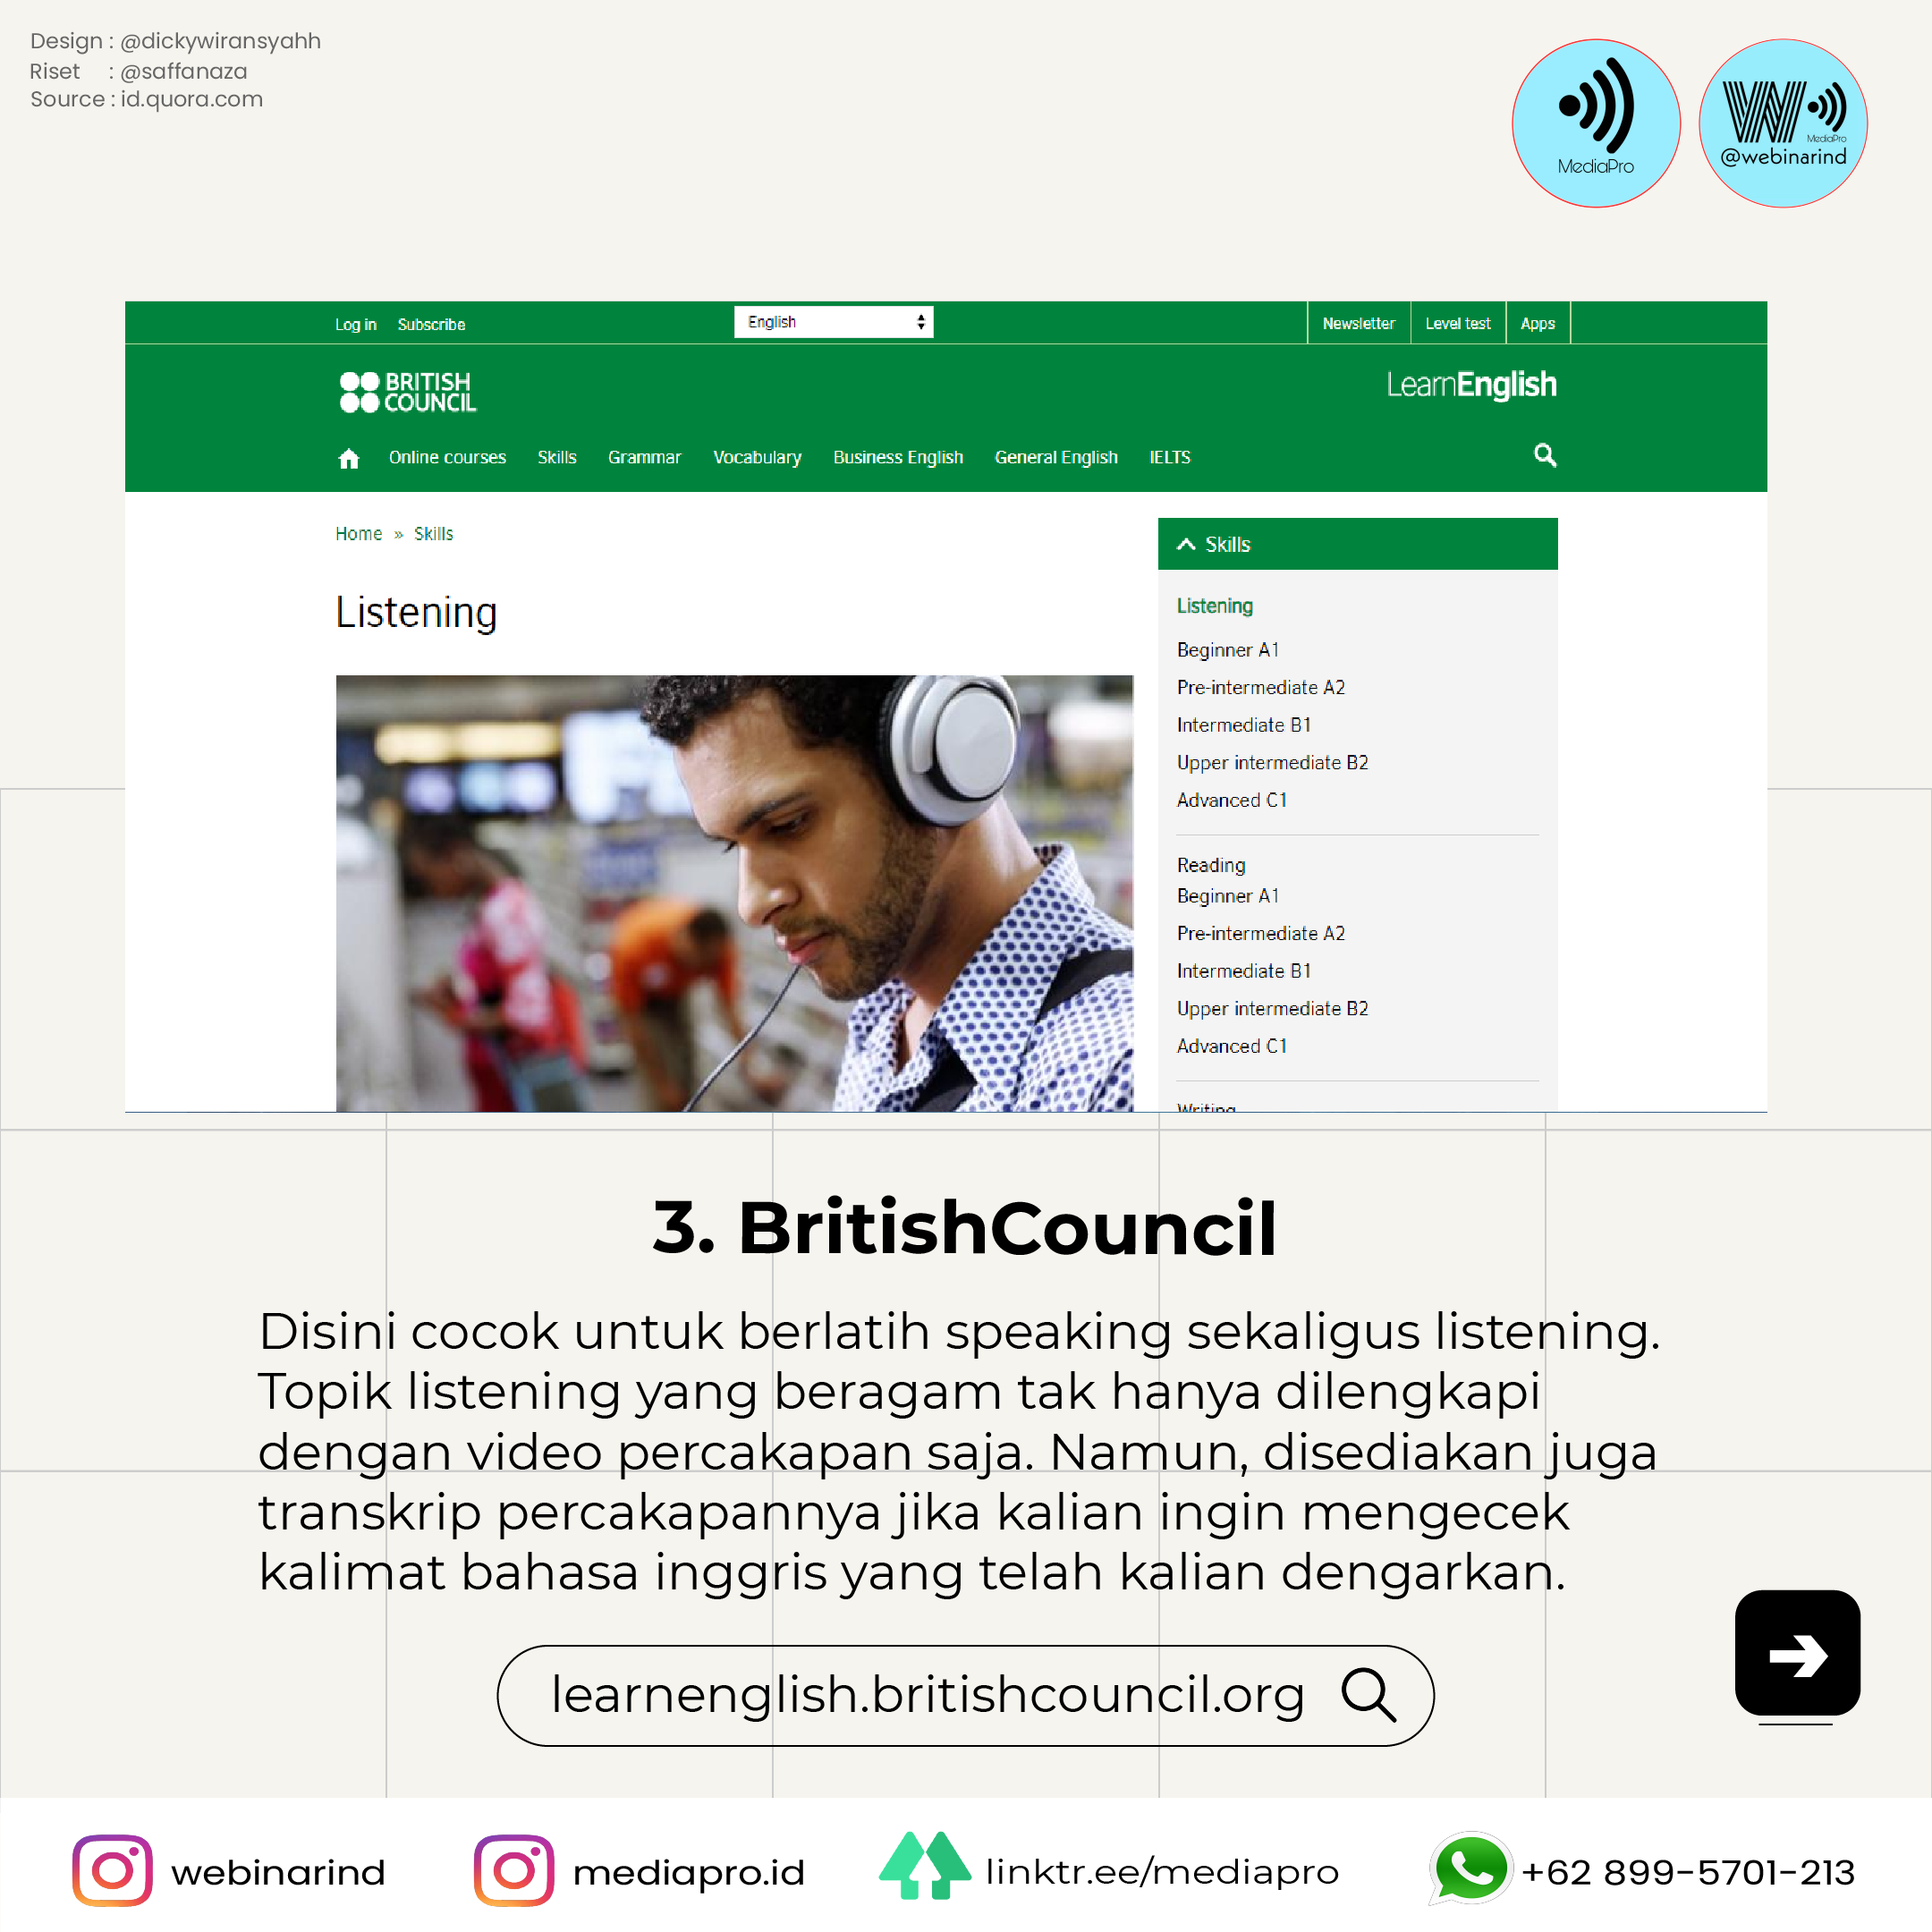 Design : @dickywiransyahh
Riset : @saffanaza
Source : id.quora.com
MediaPro
W MediaPro
@webinarind
Log in Subscribe English Newsletter Level test Apps
BRITISH
COUNCIL
LearnEnglish
Online courses Skills Grammar Vocabulary Business English General English IELTS
Home » Skills
Listening
Skills
Listening
Beginner A1
Pre-intermediate A2
Intermediate B1
Upper intermediate B2
Advanced C1
Reading
Beginner A1
Pre-intermediate A2
Intermediate B1
Upper intermediate B2
Advanced C1
Writing
3. BritishCouncil
Disini cocok untuk berlatih speaking sekaligus listening.
Topik listening yang beragam tak hanya dilengkapi
dengan video percakapan saja. Namun, disediakan juga
transkrip percakapannya jika kalian ingin mengecek
kalimat bahasa inggris yang telah kalian dengarkan.
learnenglish.britishcouncil.org
webinarind mediapro.id linktr.ee/mediapro +62 899-5701-213